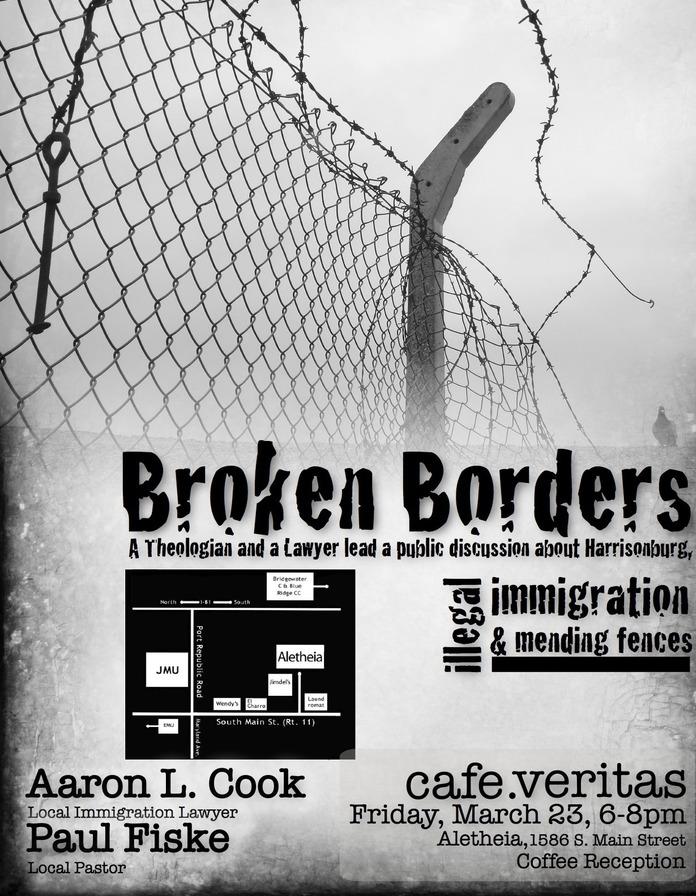 Broken Borders
A Theologian and a Lawyer lead a public discussion about Harrisonburg,
illegal
immigration
& mending fences
Bridgewater
C & Blue
Ridge CC
North I-81 South
Port Republic Road
JMU
Aletheia
Jimdel's
Wendy's
El
Charro
Laund
romat
EMU
South Main St. (Rt. 11)
Maryland Ave.
Aaron L. Cook
Local Immigration Lawyer
Paul Fiske
Local Pastor
cafe.veritas
Friday, March 23, 6-8pm
Aletheia, 1586 S. Main Street
Coffee Reception